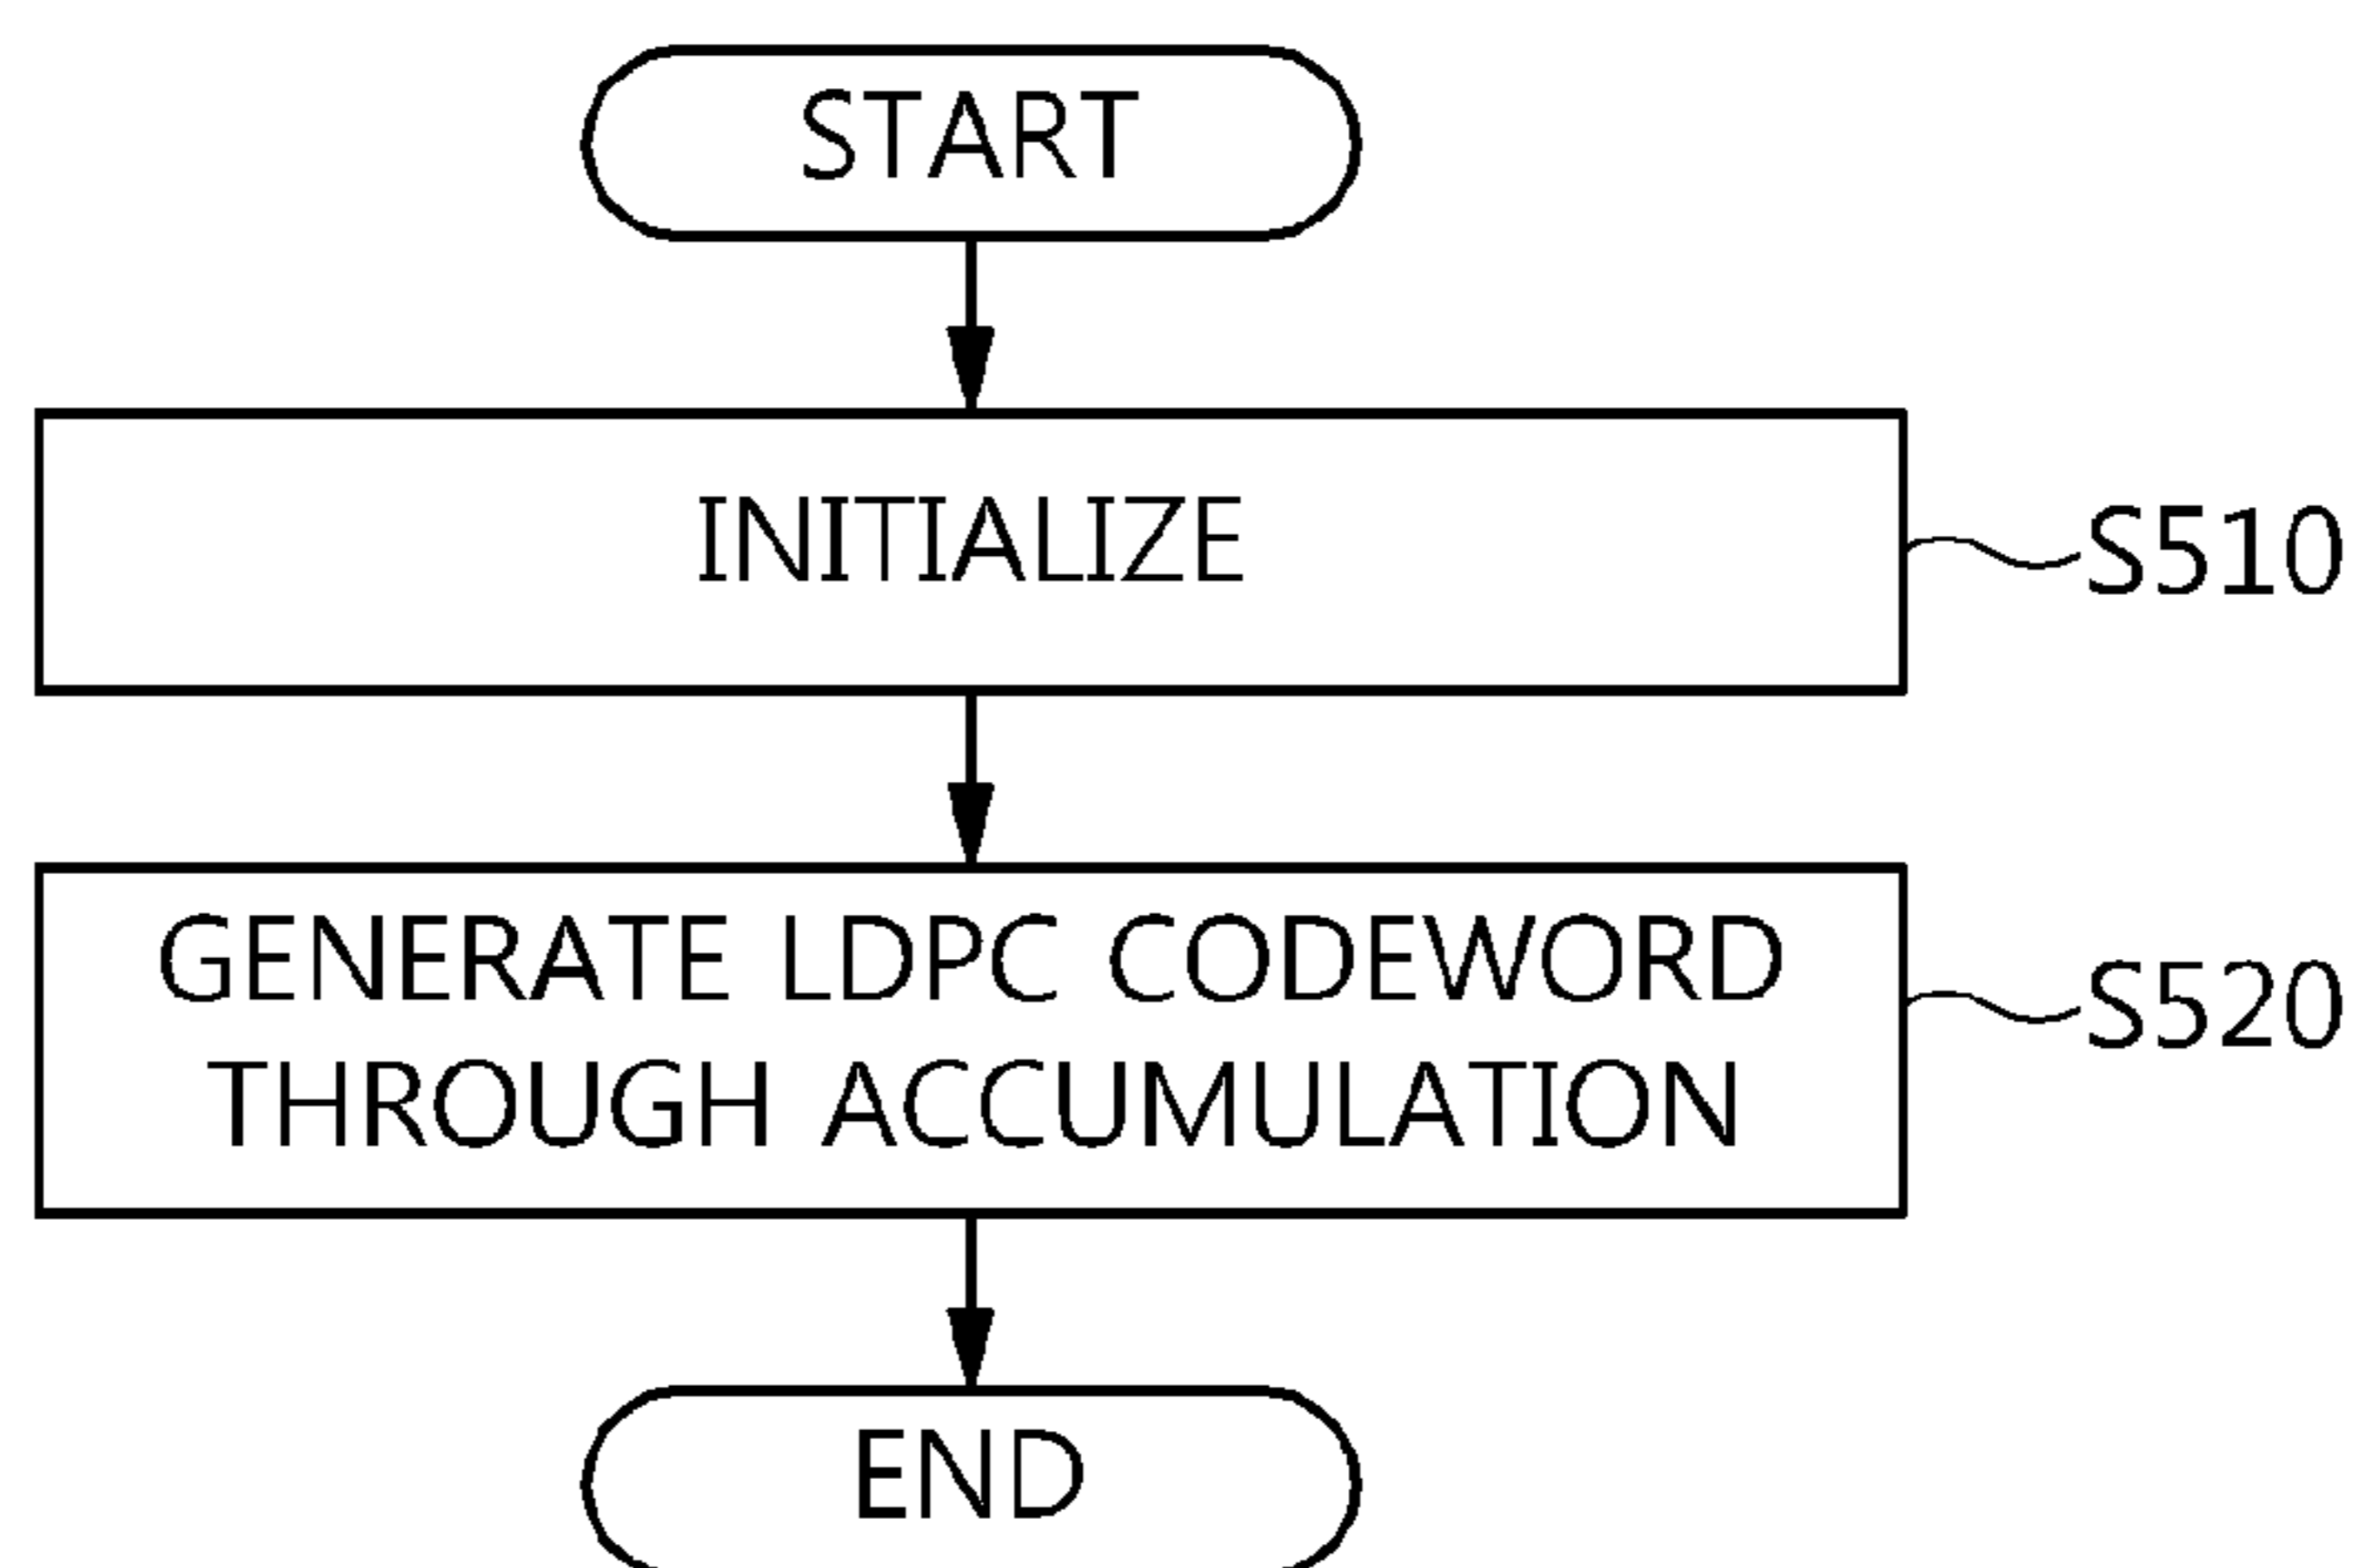 START
INITIALIZE
S510
GENERATE LDPC CODEWORD
THROUGH ACCUMULATION
S520
END